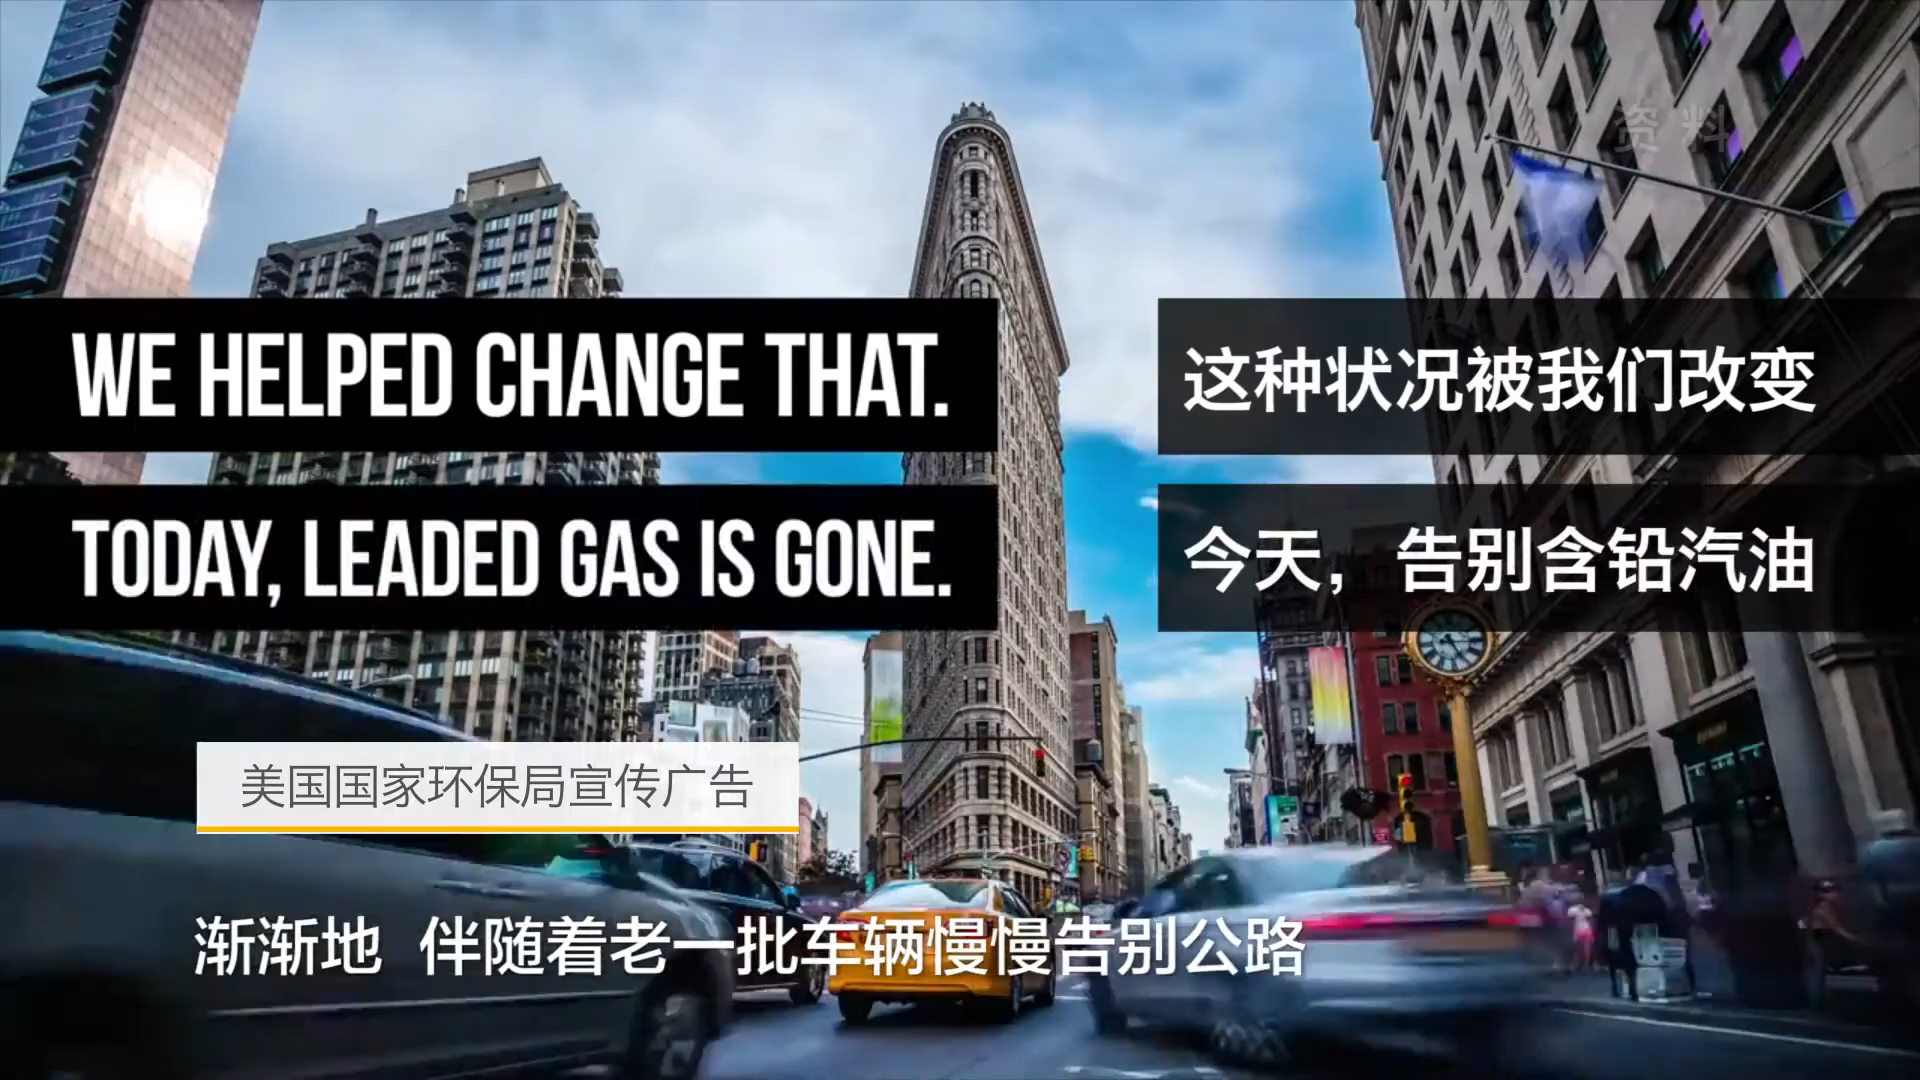 资料
WE HELPED CHANGE THAT.
这种状况被我们改变
TODAY, LEADED GAS IS GONE.
今天，告别含铅汽油
美国国家环保局宣传广告
渐渐地 伴随着老一批车辆慢慢告别公路